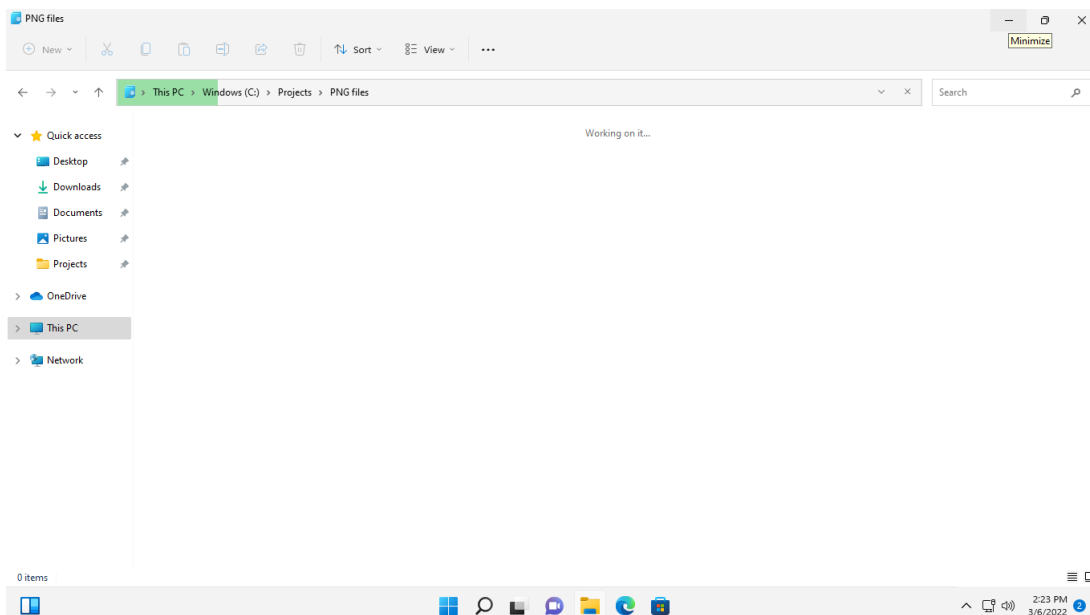 PNG files
Minimize
New
Sort
View
This PC > Windows (C:) > Projects > PNG files
Search
Working on it...
Quick access
Desktop
Downloads
Documents
Pictures
Projects
OneDrive
This PC
Network
0 items
2:23 PM
3/6/2022
2